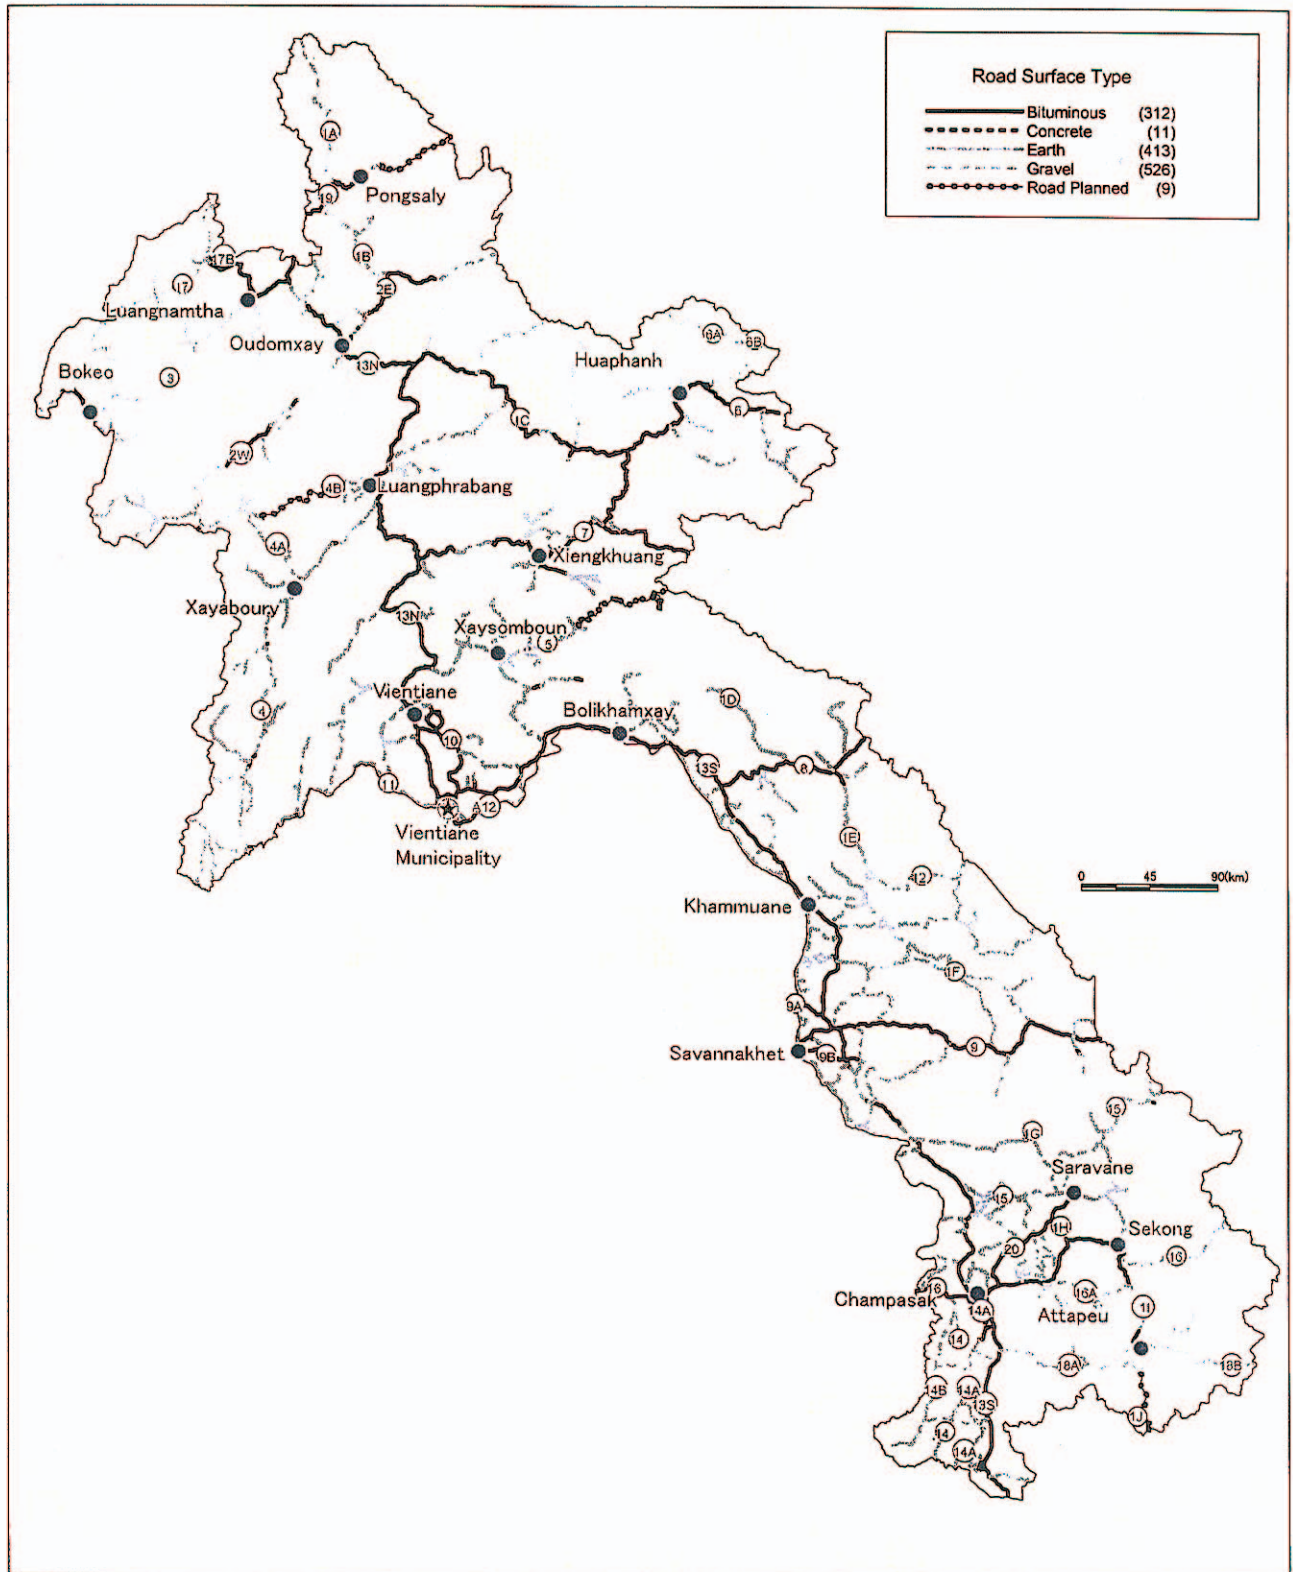 Road Surface Type
Bituminous (312)
Concrete (11)
Earth (413)
Gravel (526)
Road Planned (9)
1A
Pongsaly
19
17B
1B
17
2E
Luangnamtha
Oudomxay
6A
6B
13N
Huaphanh
Bokeo
3
6
1C
2W
4B
Luangphrabang
7
4A
Xiengkhuang
Xayaboury
13N
Xaysomboun
5
Vientiane
1D
4
Bolikhamxay
10
13S
8
11
A12
Vientiane
Municipality
1E
12
0 45 90(km)
Khammuane
1F
9A
9
Savannakhet
9B
15
1G
Saravane
15
1H
Sekong
20
16
16
16A
Champasak
14A
Attapeu
1I
14
18A
18B
14B
14A
13S
1J
14
14A